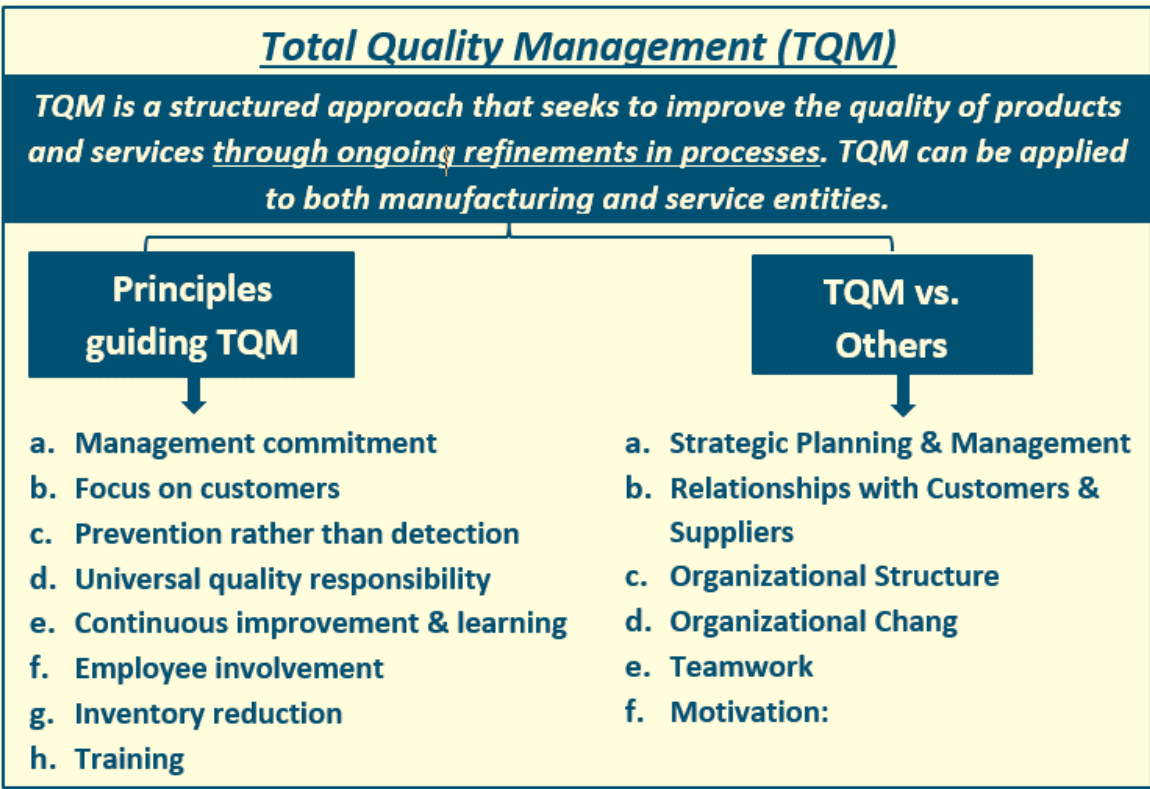 Total Quality Management (TQM)
TQM is a structured approach that seeks to improve the quality of products
and services through ongoing refinements in processes. TQM can be applied
to both manufacturing and service entities.
Principles
guiding TQM
a. Management commitment
b. Focus on customers
c. Prevention rather than detection
d. Universal quality responsibility
e. Continuous improvement & learning
f. Employee involvement
g. Inventory reduction
h. Training
TQM vs.
Others
a. Strategic Planning & Management
b. Relationships with Customers &
Suppliers
c. Organizational Structure
d. Organizational Chang
e. Teamwork
f. Motivation: